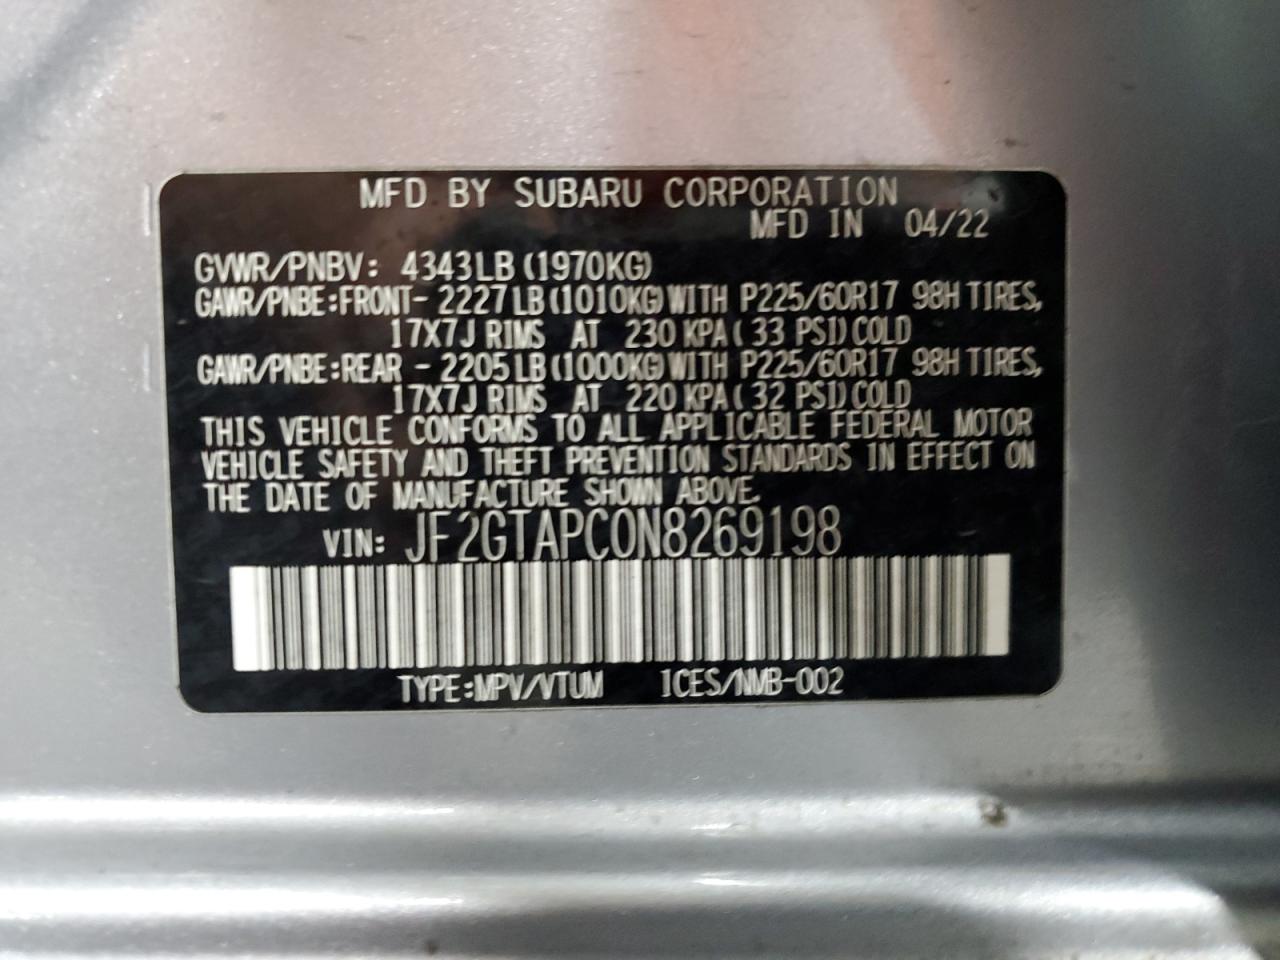 MFD BY SUBARU CORPORATION
MFD IN 04/22
GVWR/PNBV: 4343LB (1970KG)
GAWR/PNBE:FRONT- 2227LB (1010KG) WITH P225/60R17 98H TIRES,
17X7J RIMS AT 230 KPA ( 33 PSI) COLD
GAWR/PNBE:REAR - 2205LB (1000KG) WITH P225/60R17 98H TIRES,
17X7J RIMS AT 220 KPA ( 32 PSI) COLD
THIS VEHICLE CONFORMS TO ALL APPLICABLE FEDERAL MOTOR
VEHICLE SAFETY AND THEFT PREVENTION STANDARDS IN EFFECT ON
THE DATE OF MANUFACTURE SHOWN ABOVE.
VIN: JF2GTAPC0N8269198
TYPE:MPV/VTUM 1CES/NMB-002